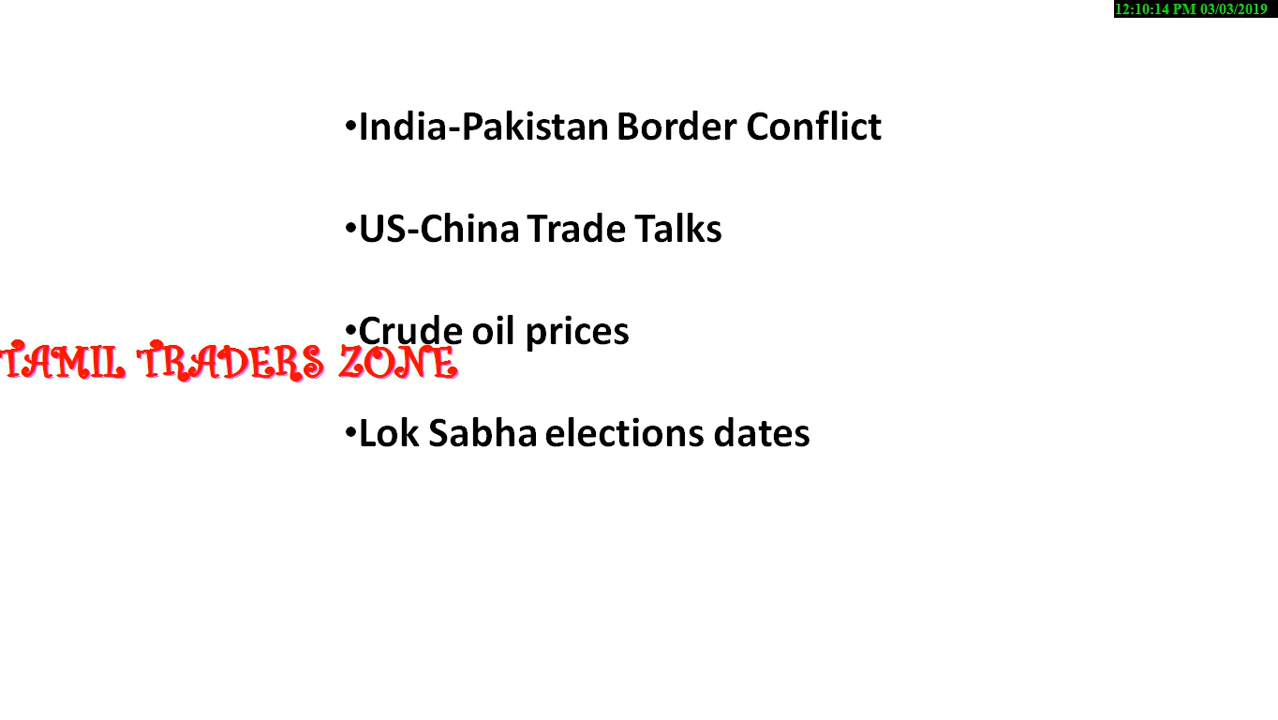 12:10:14 PM 03/03/2019
•India-Pakistan Border Conflict
•US-China Trade Talks
•Crude oil prices
TAMIL TRADERS ZONE
•Lok Sabha elections dates